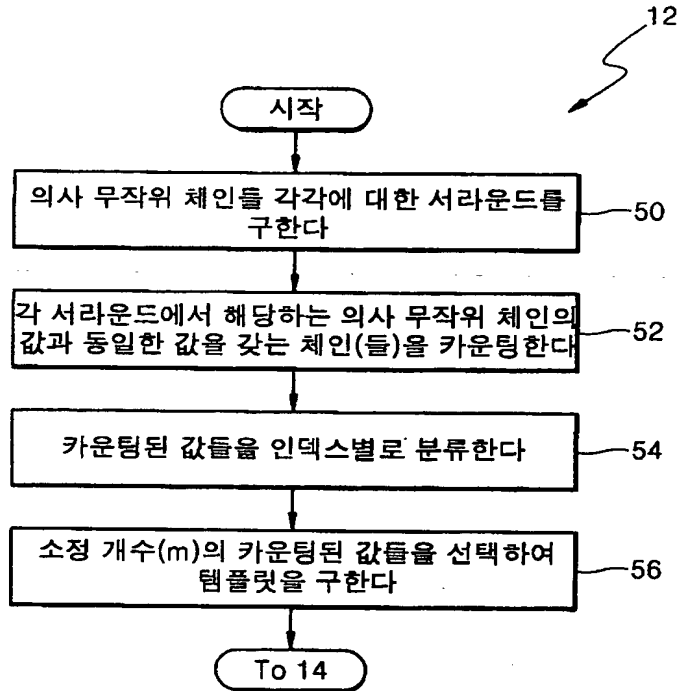 12
시작
의사 무작위 체인들 각각에 대한 서라운드를
구한다
50
각 서라운드에서 해당하는 의사 무작위 체인의
값과 동일한 값을 갖는 체인(들)을 카운팅한다
52
카운팅된 값들을 인덱스별로 분류한다
54
소정 개수(m)의 카운팅된 값들을 선택하여
템플릿을 구한다
56
To 14